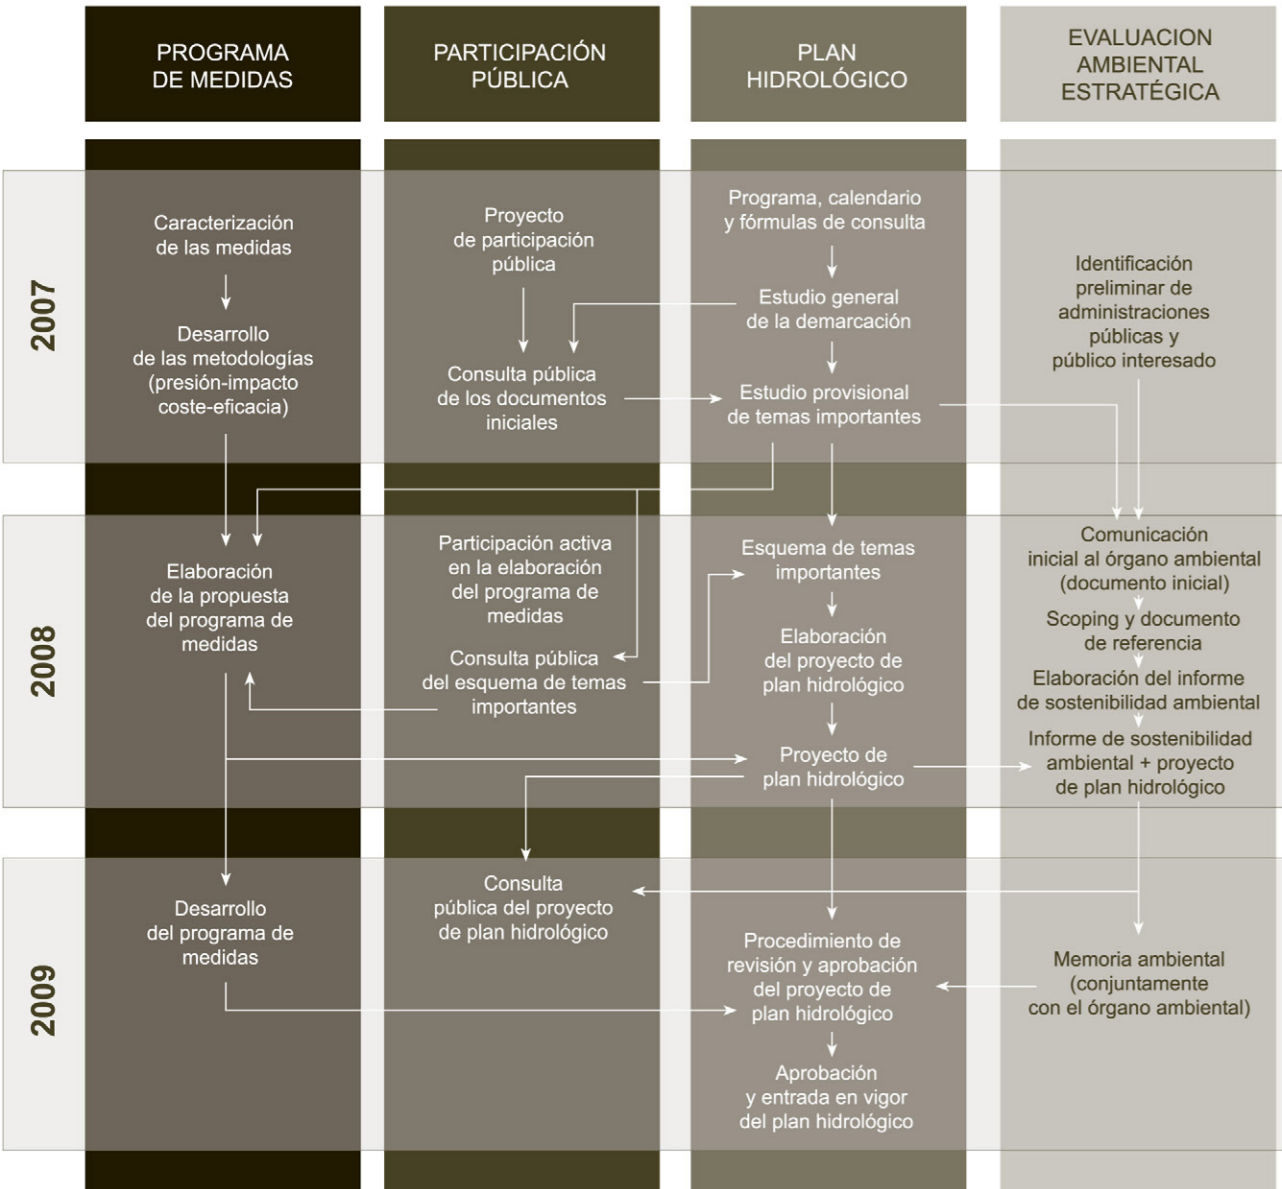 PROGRAMA
DE MEDIDAS
PARTICIPACIÓN
PÚBLICA
PLAN
HIDROLÓGICO
EVALUACION
AMBIENTAL
ESTRATÉGICA
2007
Caracterización
de las medidas
Desarrollo
de las metodologías
(presión-impacto
coste-eficacia)
Proyecto
de participación
pública
Consulta pública
de los documentos
iniciales
Programa, calendario
y fórmulas de consulta
Estudio general
de la demarcación
Estudio provisional
de temas importantes
Identificación
preliminar de
administraciones
públicas y
público interesado
2008
Elaboración
de la propuesta
del programa de
medidas
Participación activa
en la elaboración
del programa de
medidas
Consulta pública
del esquema de temas
importantes
Esquema de temas
importantes
Elaboración
del proyecto de
plan hidrológico
Proyecto de
plan hidrológico
Comunicación
inicial al órgano ambiental
(documento inicial)
Scoping y documento
de referencia
Elaboración del informe
de sostenibilidad ambiental
Informe de sostenibilidad
ambiental + proyecto
de plan hidrológico
2009
Desarrollo
del programa de
medidas
Consulta
pública del proyecto
de plan hidrológico
Procedimiento de
revisión y aprobación
del proyecto de
plan hidrológico
Aprobación
y entrada en vigor
del plan hidrológico
Memoria ambiental
(conjuntamente
con el órgano ambiental)